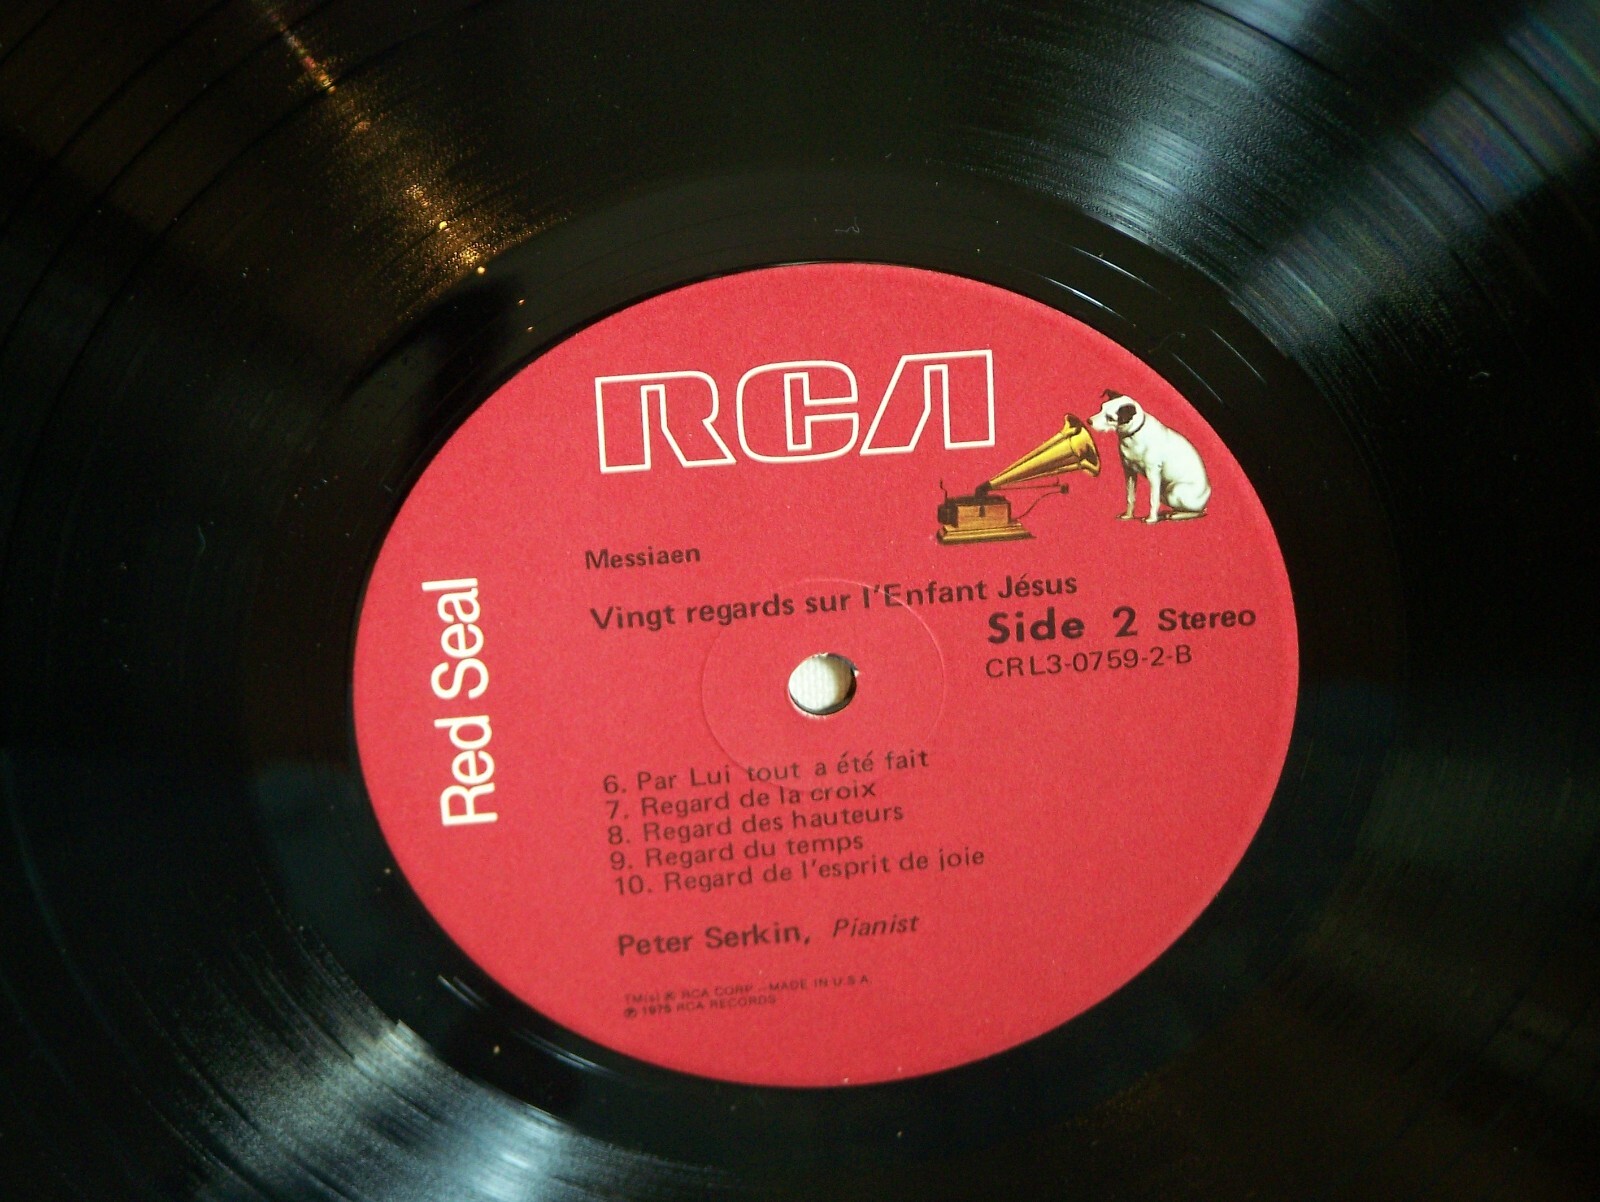 RCA
Red Seal
Messiaen
Vingt regards sur l'Enfant Jésus
Side 2 Stereo
CRL3-0759-2-B
6. Par Lui tout a été fait
7. Regard de la croix
8. Regard des hauteurs
9. Regard du temps
10. Regard de l'esprit de joie
Peter Serkin, Pianist
TM(s) ® RCA CORP.—MADE IN U.S.A.
℗ 1975 RCA RECORDS